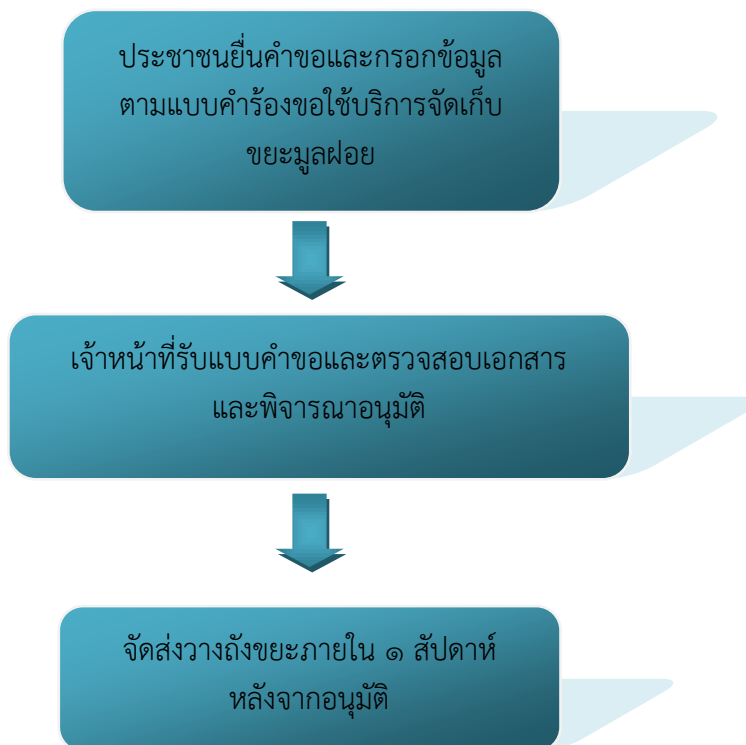 ประชาชนยื่นคำขอและกรอกข้อมูล
ตามแบบคำร้องขอใช้บริการจัดเก็บ
ขยะมูลฝอย
เจ้าหน้าที่รับแบบคำขอและตรวจสอบเอกสาร
และพิจารณาอนุมัติ
จัดส่งวางถังขยะภายใน ๑ สัปดาห์
หลังจากอนุมัติ